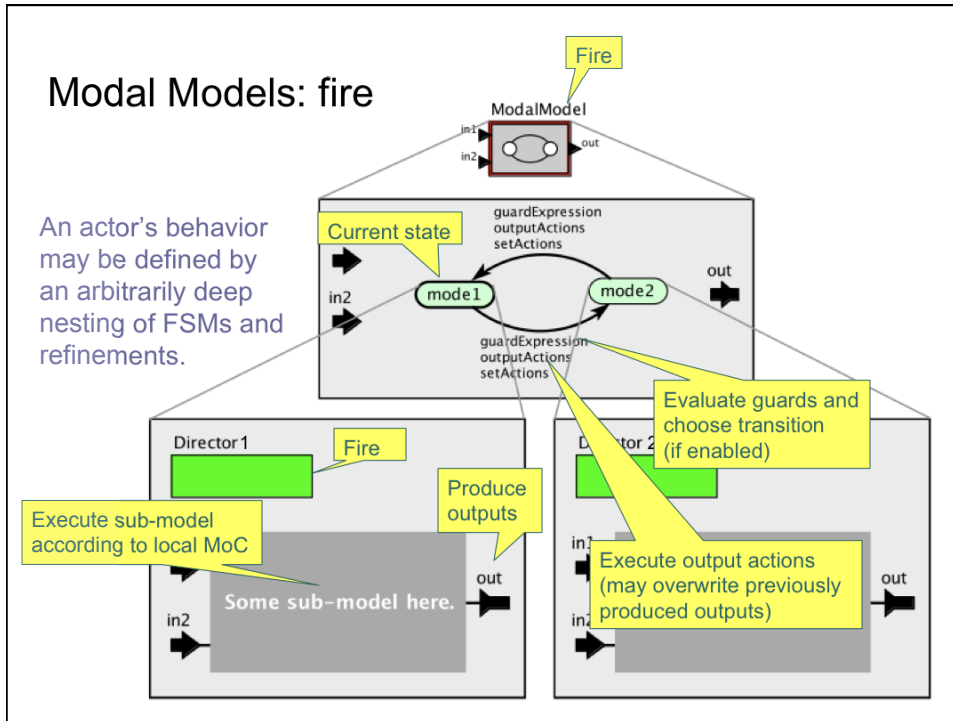 Modal Models: fire
Fire
ModalModel
in1
in2
out
An actor's behavior
may be defined by
an arbitrarily deep
nesting of FSMs and
refinements.
Current state
guardExpression
outputActions
setActions
in2
mode1
mode2
out
guardExpression
outputActions
setActions
Evaluate guards and
choose transition
(if enabled)
Director1
Fire
Produce
outputs
Execute sub-model
according to local MoC
Some sub-model here.
in2
out
2
Execute output actions
(may overwrite previously
produced outputs)
out